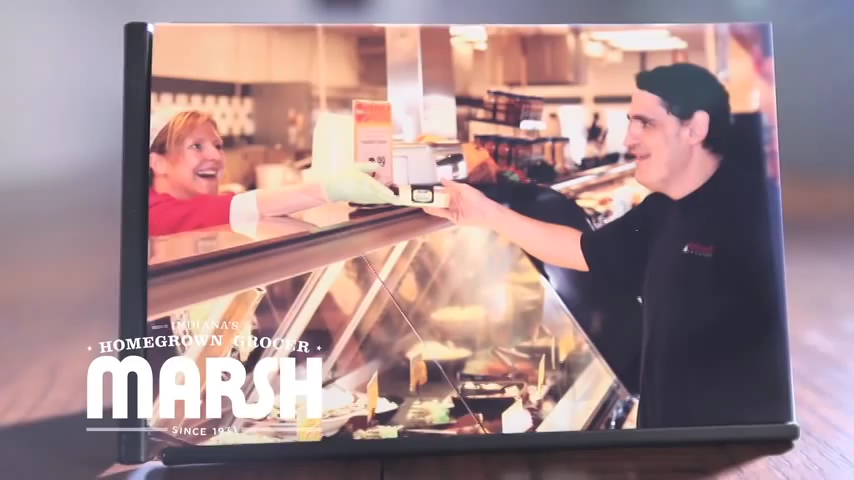 INDIANA'S
HOMEGROWN GROCER
MARSH
SINCE 1931